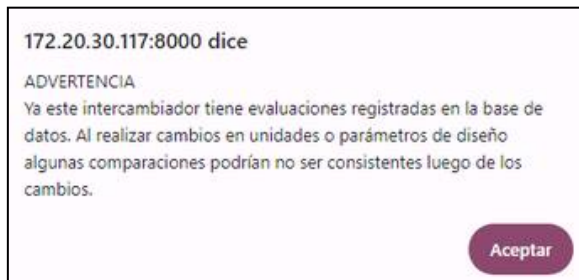 172.20.30.117:8000 dice
ADVERTENCIA
Ya este intercambiador tiene evaluaciones registradas en la base de
datos. Al realizar cambios en unidades o parámetros de diseño
algunas comparaciones podrían no ser consistentes luego de los
cambios.
Aceptar